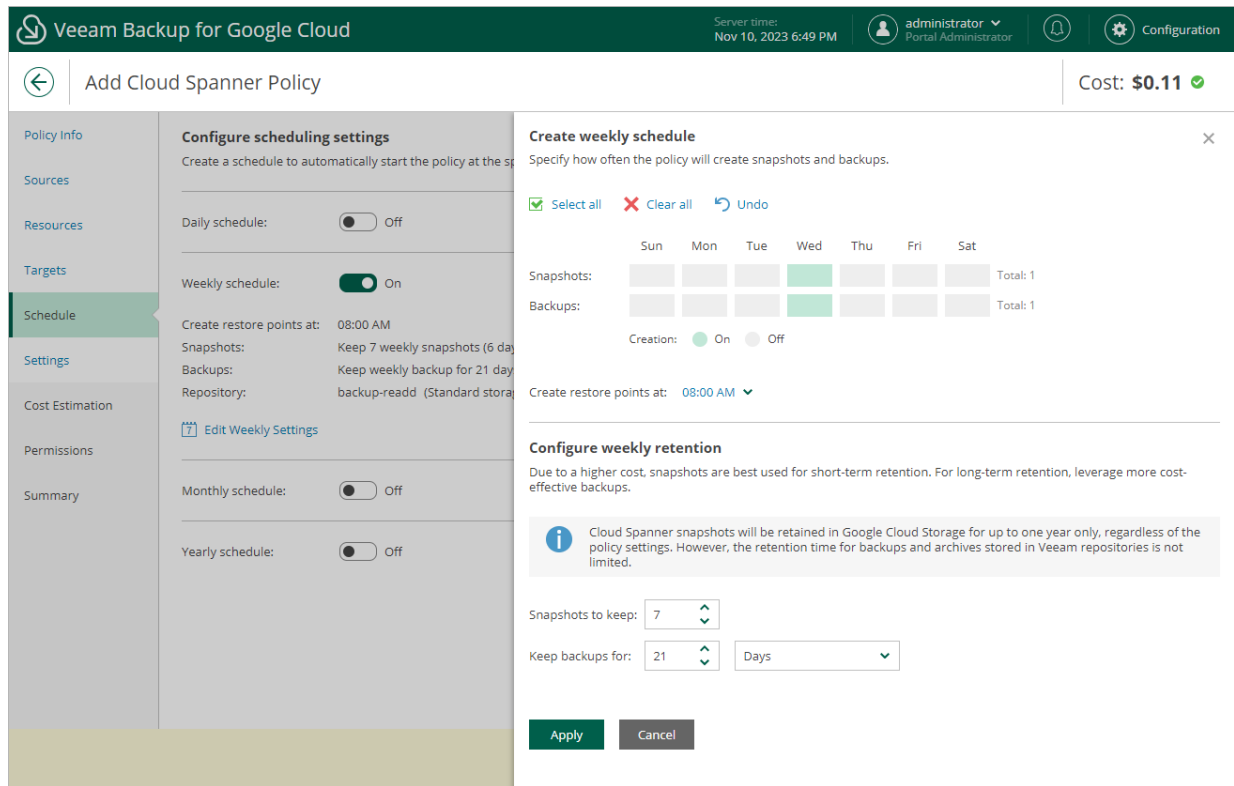 Veeam Backup for Google Cloud
Server time:
Nov 10, 2023 6:49 PM
administrator
Portal Administrator
Configuration
Add Cloud Spanner Policy
Cost: $0.11
Policy Info
Sources
Resources
Targets
Schedule
Settings
Cost Estimation
Permissions
Summary
Configure scheduling settings
Create a schedule to automatically start the policy at the sp
Daily schedule: Off
Weekly schedule: On
Create restore points at: 08:00 AM
Snapshots: Keep 7 weekly snapshots (6 day
Backups: Keep weekly backup for 21 day
Repository: backup-readd (Standard storag
7 Edit Weekly Settings
Monthly schedule: Off
Yearly schedule: Off
Create weekly schedule
Specify how often the policy will create snapshots and backups.
Select all Clear all Undo
Sun Mon Tue Wed Thu Fri Sat
Snapshots: Total: 1
Backups: Total: 1
Creation: On Off
Create restore points at: 08:00 AM
Configure weekly retention
Due to a higher cost, snapshots are best used for short-term retention. For long-term retention, leverage more cost-
effective backups.
Cloud Spanner snapshots will be retained in Google Cloud Storage for up to one year only, regardless of the
policy settings. However, the retention time for backups and archives stored in Veeam repositories is not
limited.
Snapshots to keep: 7
Keep backups for: 21 Days
Apply Cancel